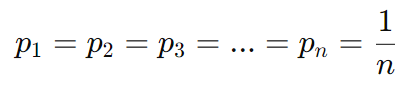 p₁ = p₂ = p₃ = ... = pₙ = 1/n